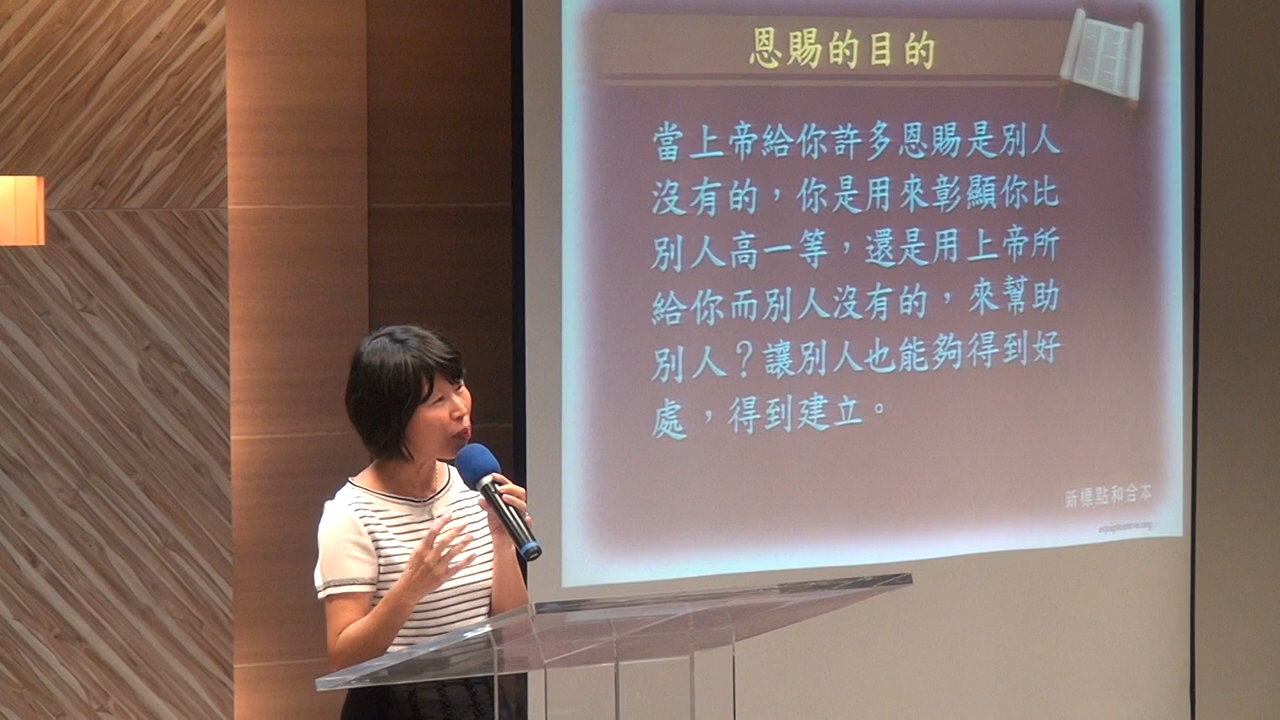 恩賜的目的
當上帝給你許多恩賜是別人
沒有的，你是用來彰顯你比
別人高一等，還是用上帝所
給你而別人沒有的，來幫助
別人？讓別人也能夠得到好
處，得到建立。
新標點和合本